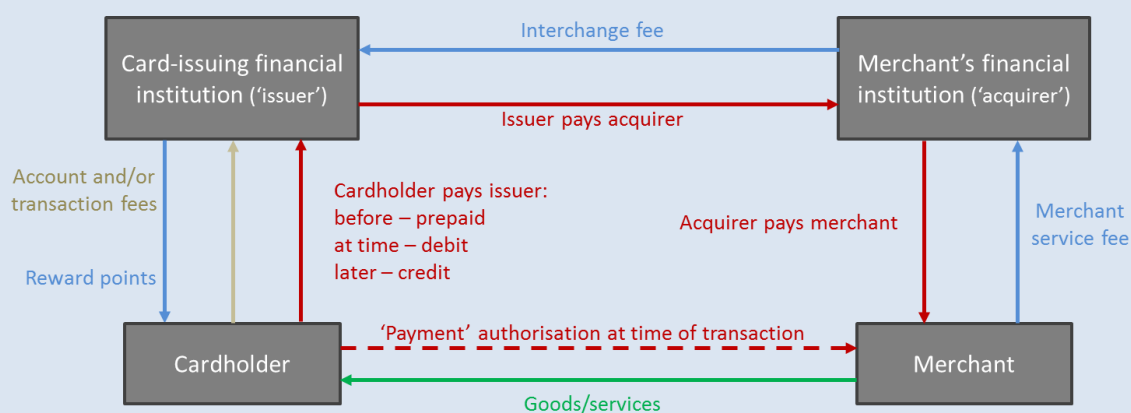 Interchange fee
Card-issuing financial
institution (‘issuer’)
Merchant’s financial
institution (‘acquirer’)
Issuer pays acquirer
Account and/or
transaction fees
Cardholder pays issuer:
before – prepaid
at time – debit
later – credit
Acquirer pays merchant
Merchant
service fee
Reward points
‘Payment’ authorisation at time of transaction
Cardholder
Merchant
Goods/services